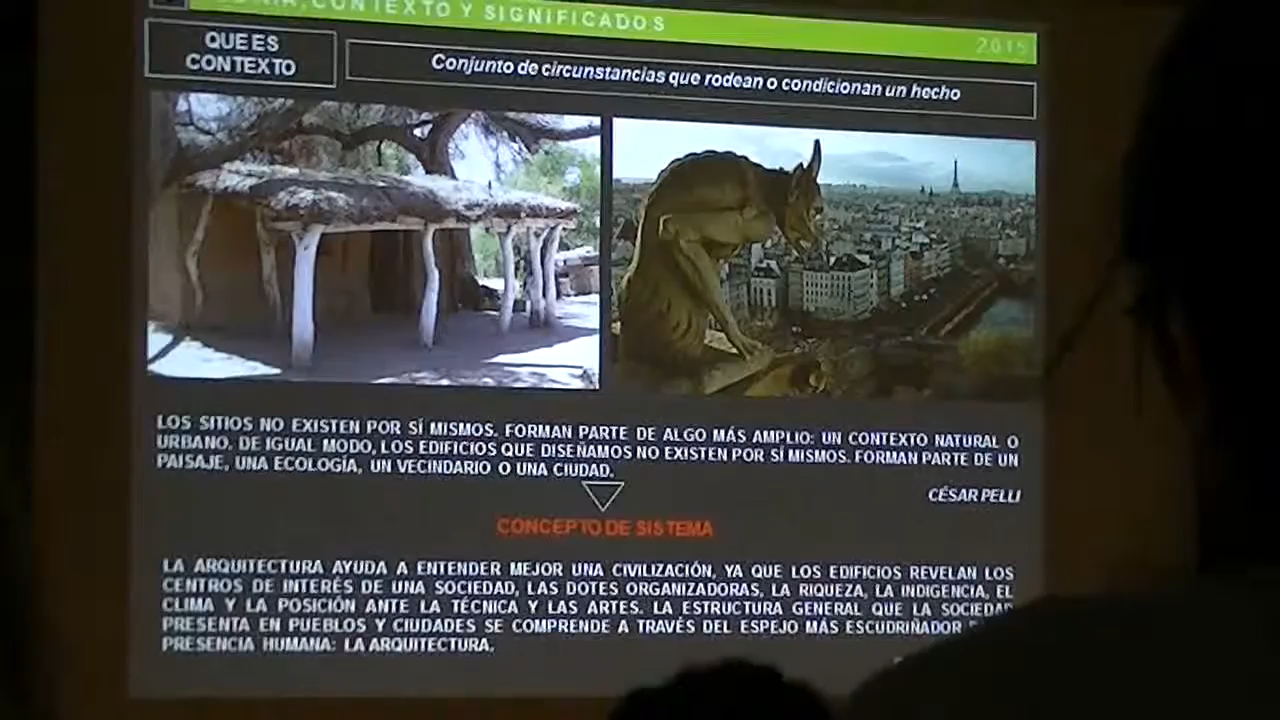 CONTEXTO Y SIGNIFICADOS
2015
QUE ES
CONTEXTO
Conjunto de circunstancias que rodean o condicionan un hecho
LOS SITIOS NO EXISTEN POR SÍ MISMOS. FORMAN PARTE DE ALGO MÁS AMPLIO: UN CONTEXTO NATURAL O
URBANO. DE IGUAL MODO, LOS EDIFICIOS QUE DISEÑAMOS NO EXISTEN POR SÍ MISMOS. FORMAN PARTE DE UN
PAISAJE, UNA ECOLOGÍA, UN VECINDARIO O UNA CIUDAD.
CÉSAR PELLI
CONCEPTO DE SISTEMA
LA ARQUITECTURA AYUDA A ENTENDER MEJOR UNA CIVILIZACIÓN, YA QUE LOS EDIFICIOS REVELAN LOS
CENTROS DE INTERÉS DE UNA SOCIEDAD, LAS DOTES ORGANIZADORAS, LA RIQUEZA, LA INDIGENCIA, EL
CLIMA Y LA POSICIÓN ANTE LA TÉCNICA Y LAS ARTES. LA ESTRUCTURA GENERAL QUE LA SOCIEDAD
PRESENTA EN PUEBLOS Y CIUDADES SE COMPRENDE A TRAVÉS DEL ESPEJO MÁS ESCUDRIÑADOR
PRESENCIA HUMANA: LA ARQUITECTURA.